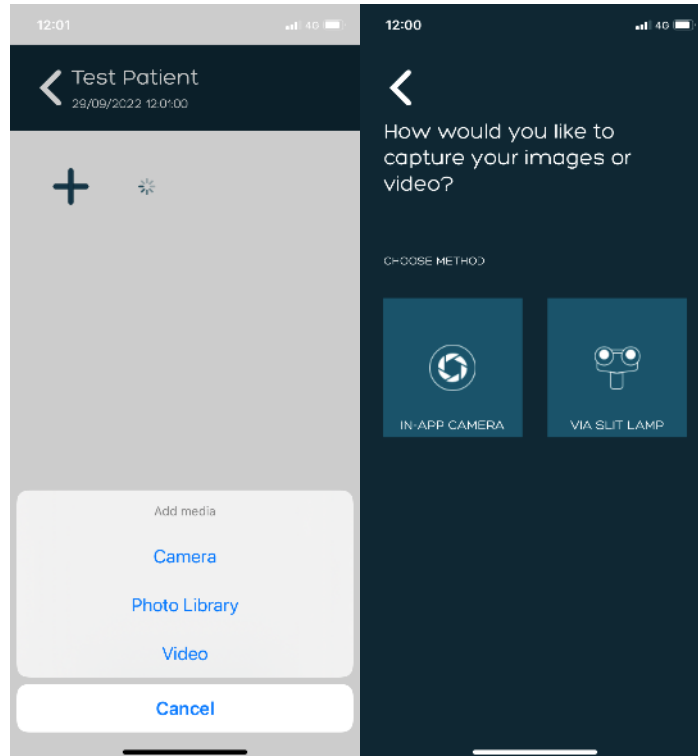 12:01
4G
Test Patient
29/09/2022 12:01:00
Add media
Camera
Photo Library
Video
Cancel
12:00
4G
How would you like to
capture your images or
video?
CHOOSE METHOD
IN-APP CAMERA
VIA SLIT LAMP